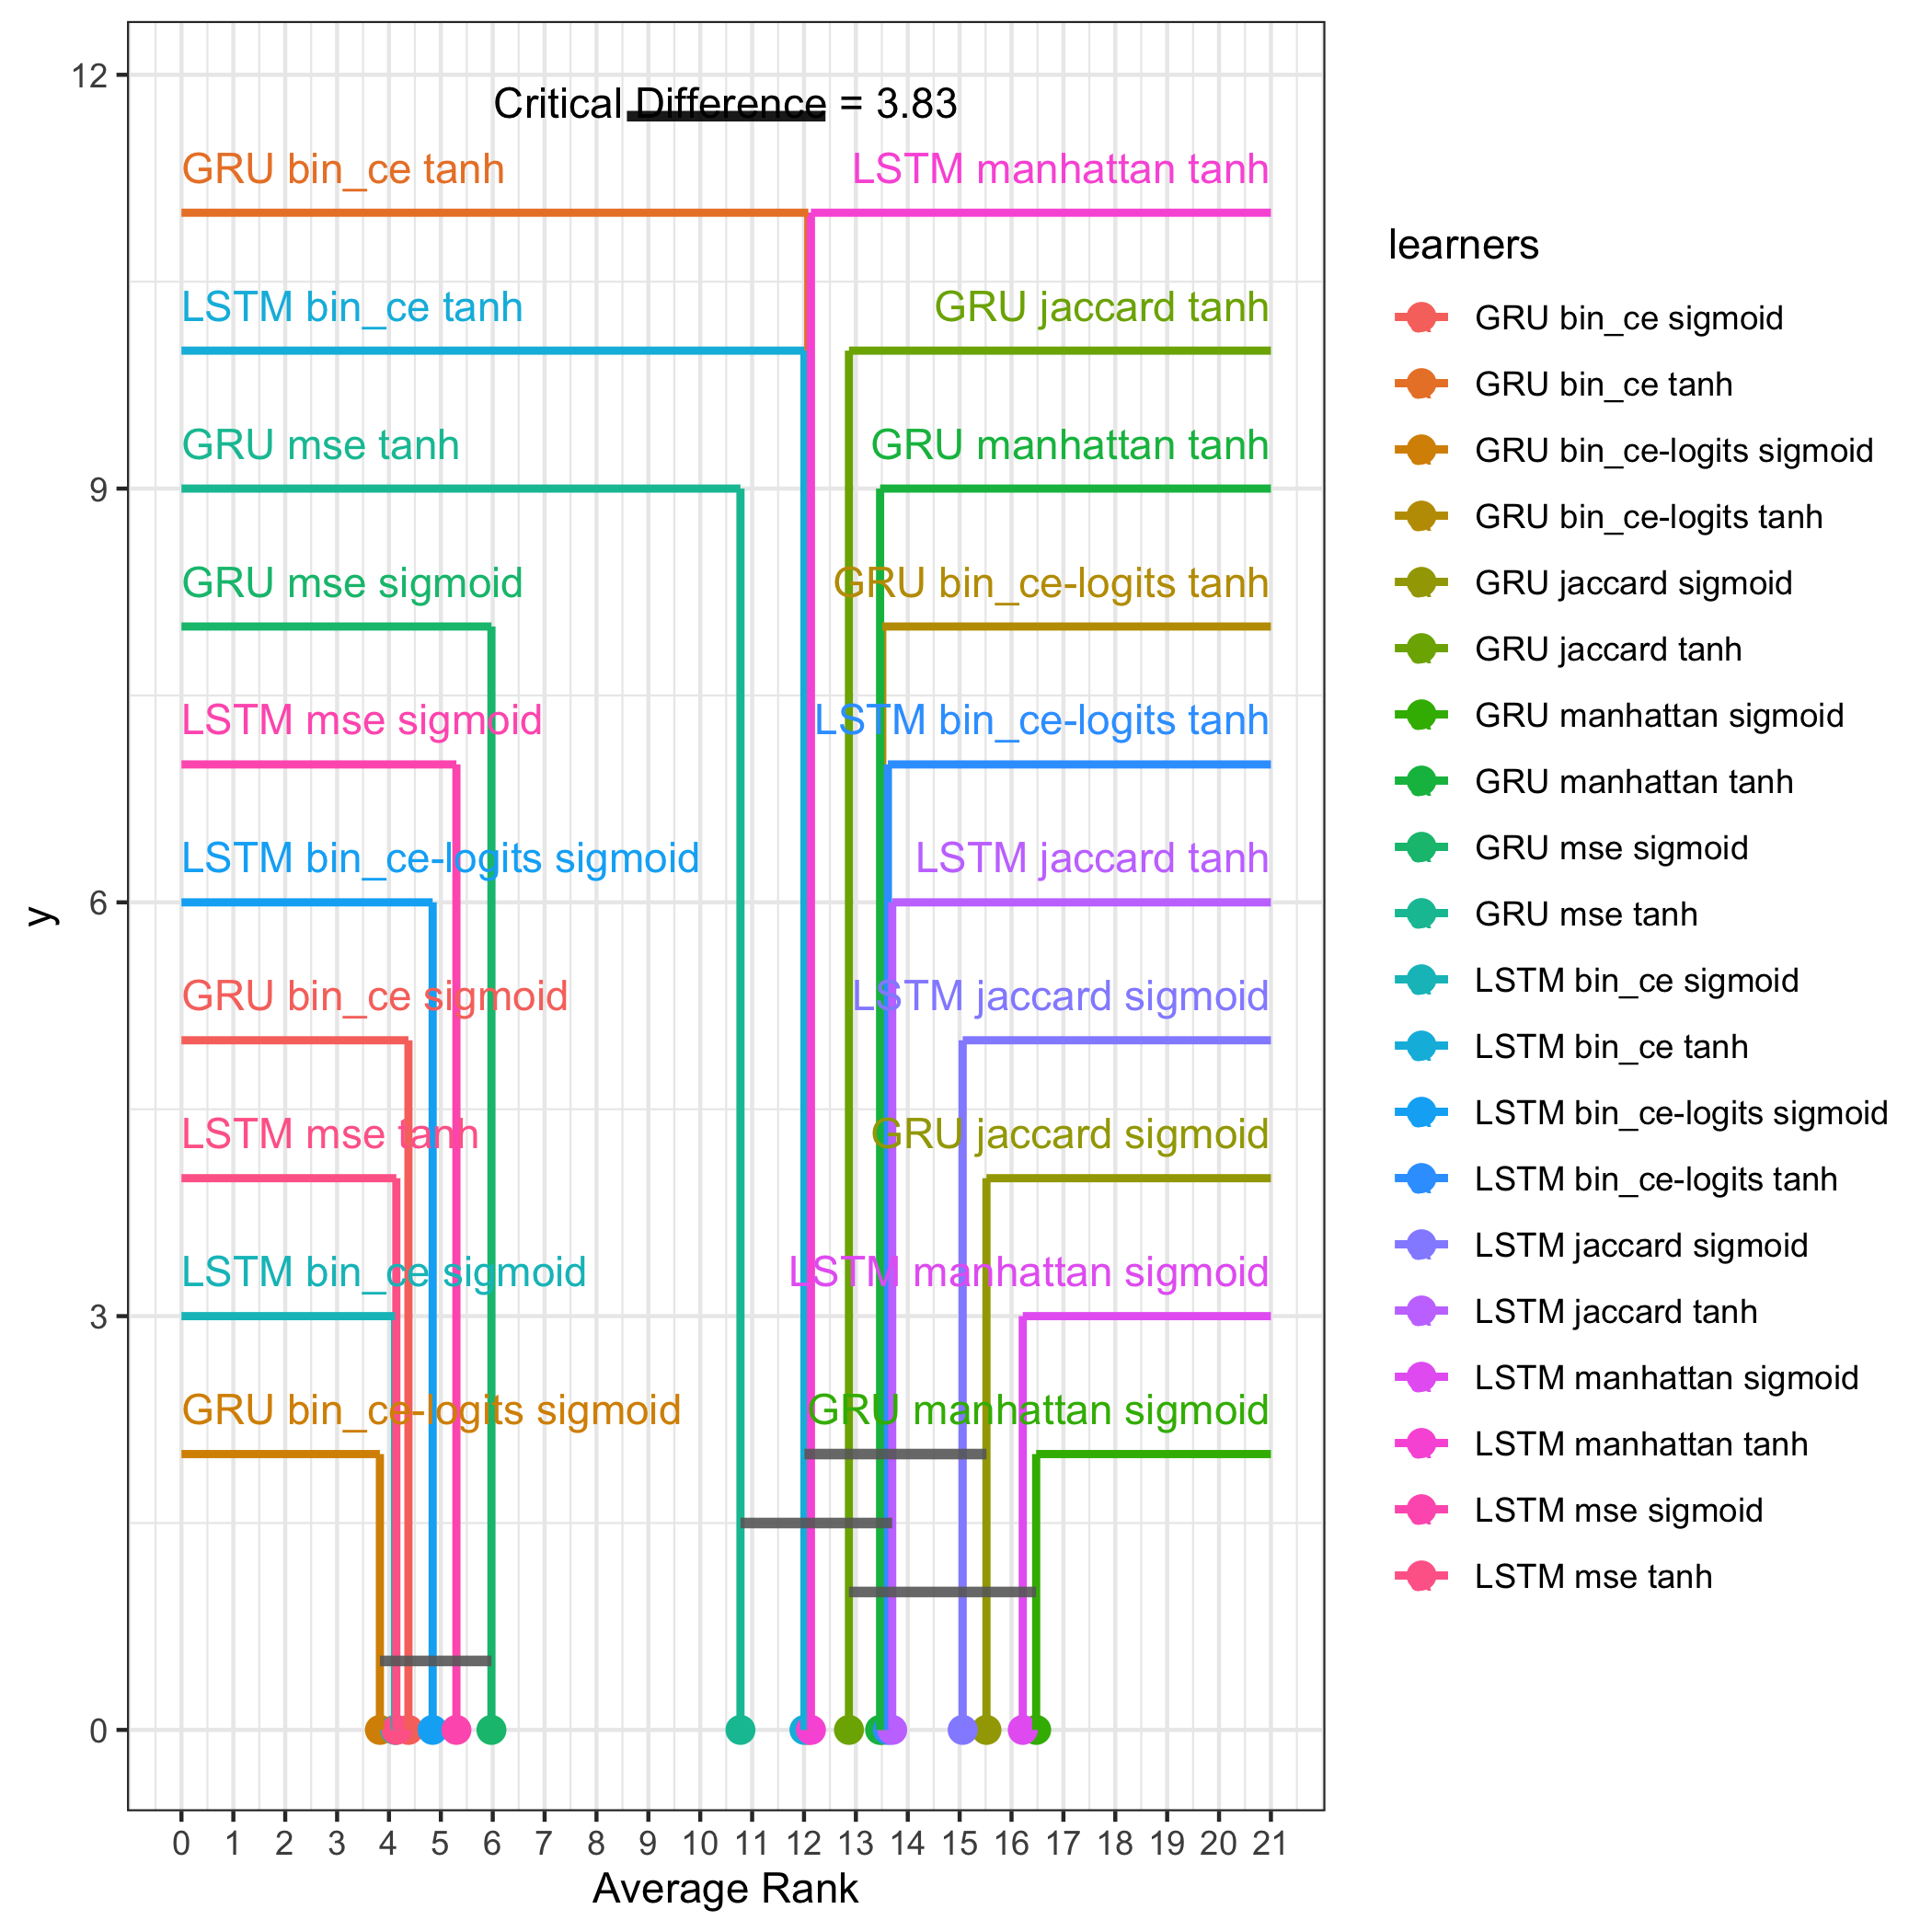 12
Critical Difference = 3.83
GRU bin_ce tanh
LSTM manhattan tanh
LSTM bin_ce tanh
GRU jaccard tanh
GRU mse tanh
GRU manhattan tanh
9
GRU mse sigmoid
GRU bin_ce-logits tanh
LSTM mse sigmoid
LSTM bin_ce-logits tanh
LSTM bin_ce-logits sigmoid
LSTM jaccard tanh
6
y
GRU bin_ce sigmoid
LSTM jaccard sigmoid
LSTM mse tanh
GRU jaccard sigmoid
LSTM bin_ce sigmoid
LSTM manhattan sigmoid
3
GRU bin_ce-logits sigmoid
GRU manhattan sigmoid
0
0 1 2 3 4 5 6 7 8 9 10 11 12 13 14 15 16 17 18 19 20 21
Average Rank
learners
GRU bin_ce sigmoid
GRU bin_ce tanh
GRU bin_ce-logits sigmoid
GRU bin_ce-logits tanh
GRU jaccard sigmoid
GRU jaccard tanh
GRU manhattan sigmoid
GRU manhattan tanh
GRU mse sigmoid
GRU mse tanh
LSTM bin_ce sigmoid
LSTM bin_ce tanh
LSTM bin_ce-logits sigmoid
LSTM bin_ce-logits tanh
LSTM jaccard sigmoid
LSTM jaccard tanh
LSTM manhattan sigmoid
LSTM manhattan tanh
LSTM mse sigmoid
LSTM mse tanh